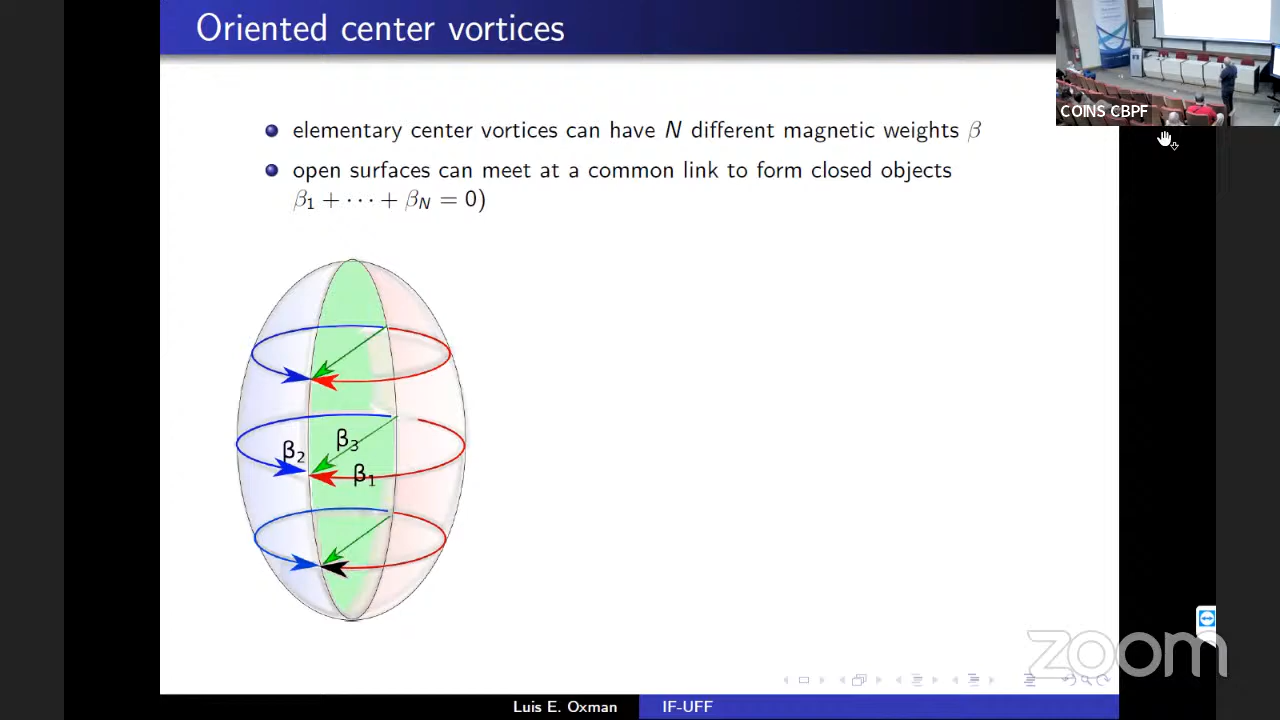 Oriented center vortices
COINS CBPF
elementary center vortices can have N different magnetic weights β
open surfaces can meet at a common link to form closed objects
β₁ + ⋯ + β_N = 0)
β₂
β₃
β₁
zoom
Luis E. Oxman
IF-UFF